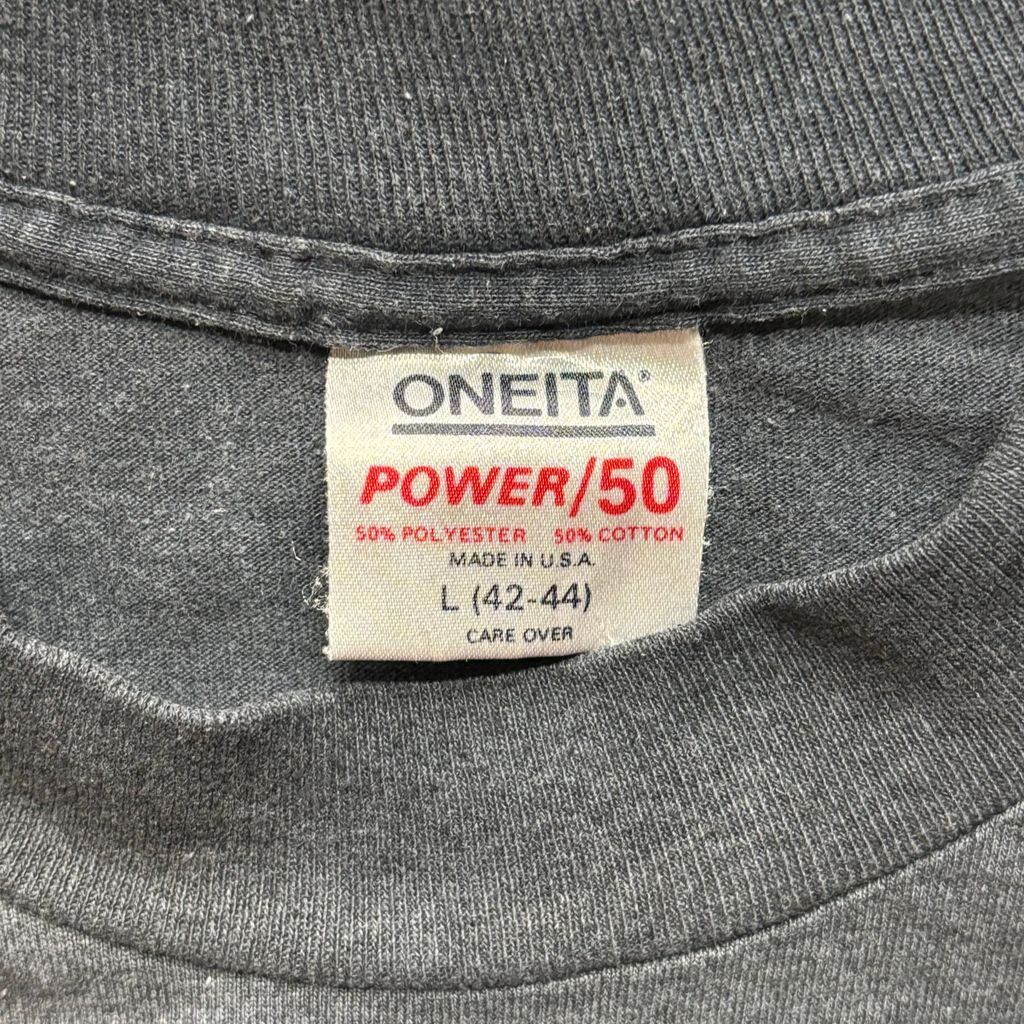 ONEITA®
POWER/50
50% POLYESTER 50% COTTON
MADE IN U.S.A.
L (42-44)
CARE OVER